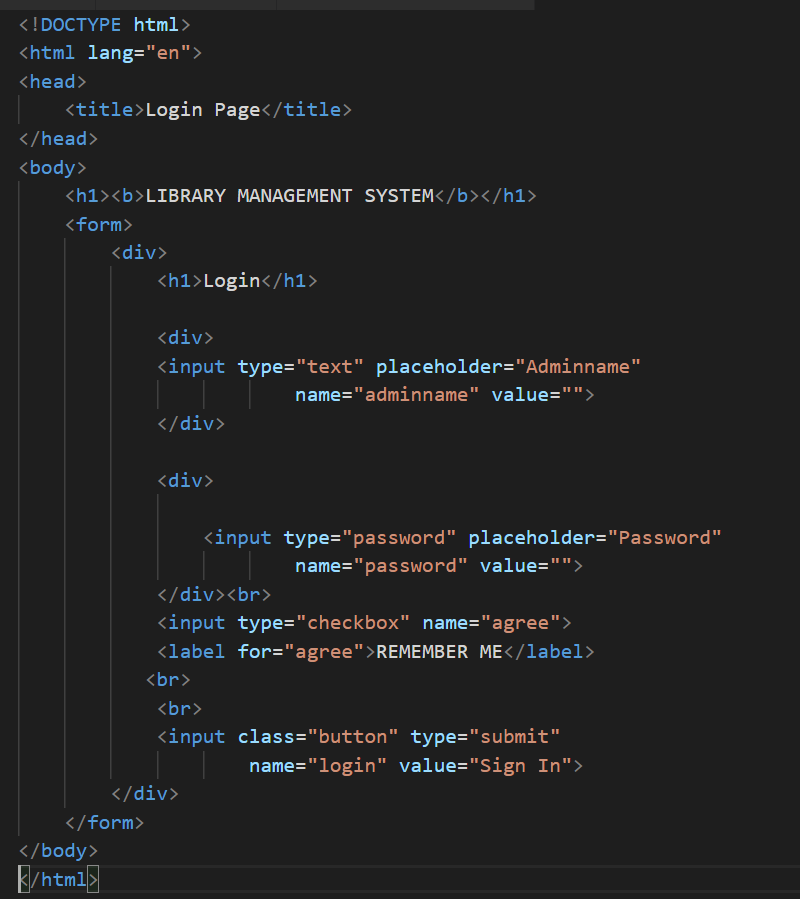 <!DOCTYPE html>
<html lang="en">
<head>
    <title>Login Page</title>
</head>
<body>
    <h1><b>LIBRARY MANAGEMENT SYSTEM</b></h1>
    <form>
        <div>
            <h1>Login</h1>

            <div>
            <input type="text" placeholder="Adminname"
                        name="adminname" value="">
            </div>

            <div>

                <input type="password" placeholder="Password"
                        name="password" value="">
            </div><br>
            <input type="checkbox" name="agree">
            <label for="agree">REMEMBER ME</label>
           <br>
            <br>
            <input class="button" type="submit"
                    name="login" value="Sign In">
        </div>
    </form>
</body>
</html>